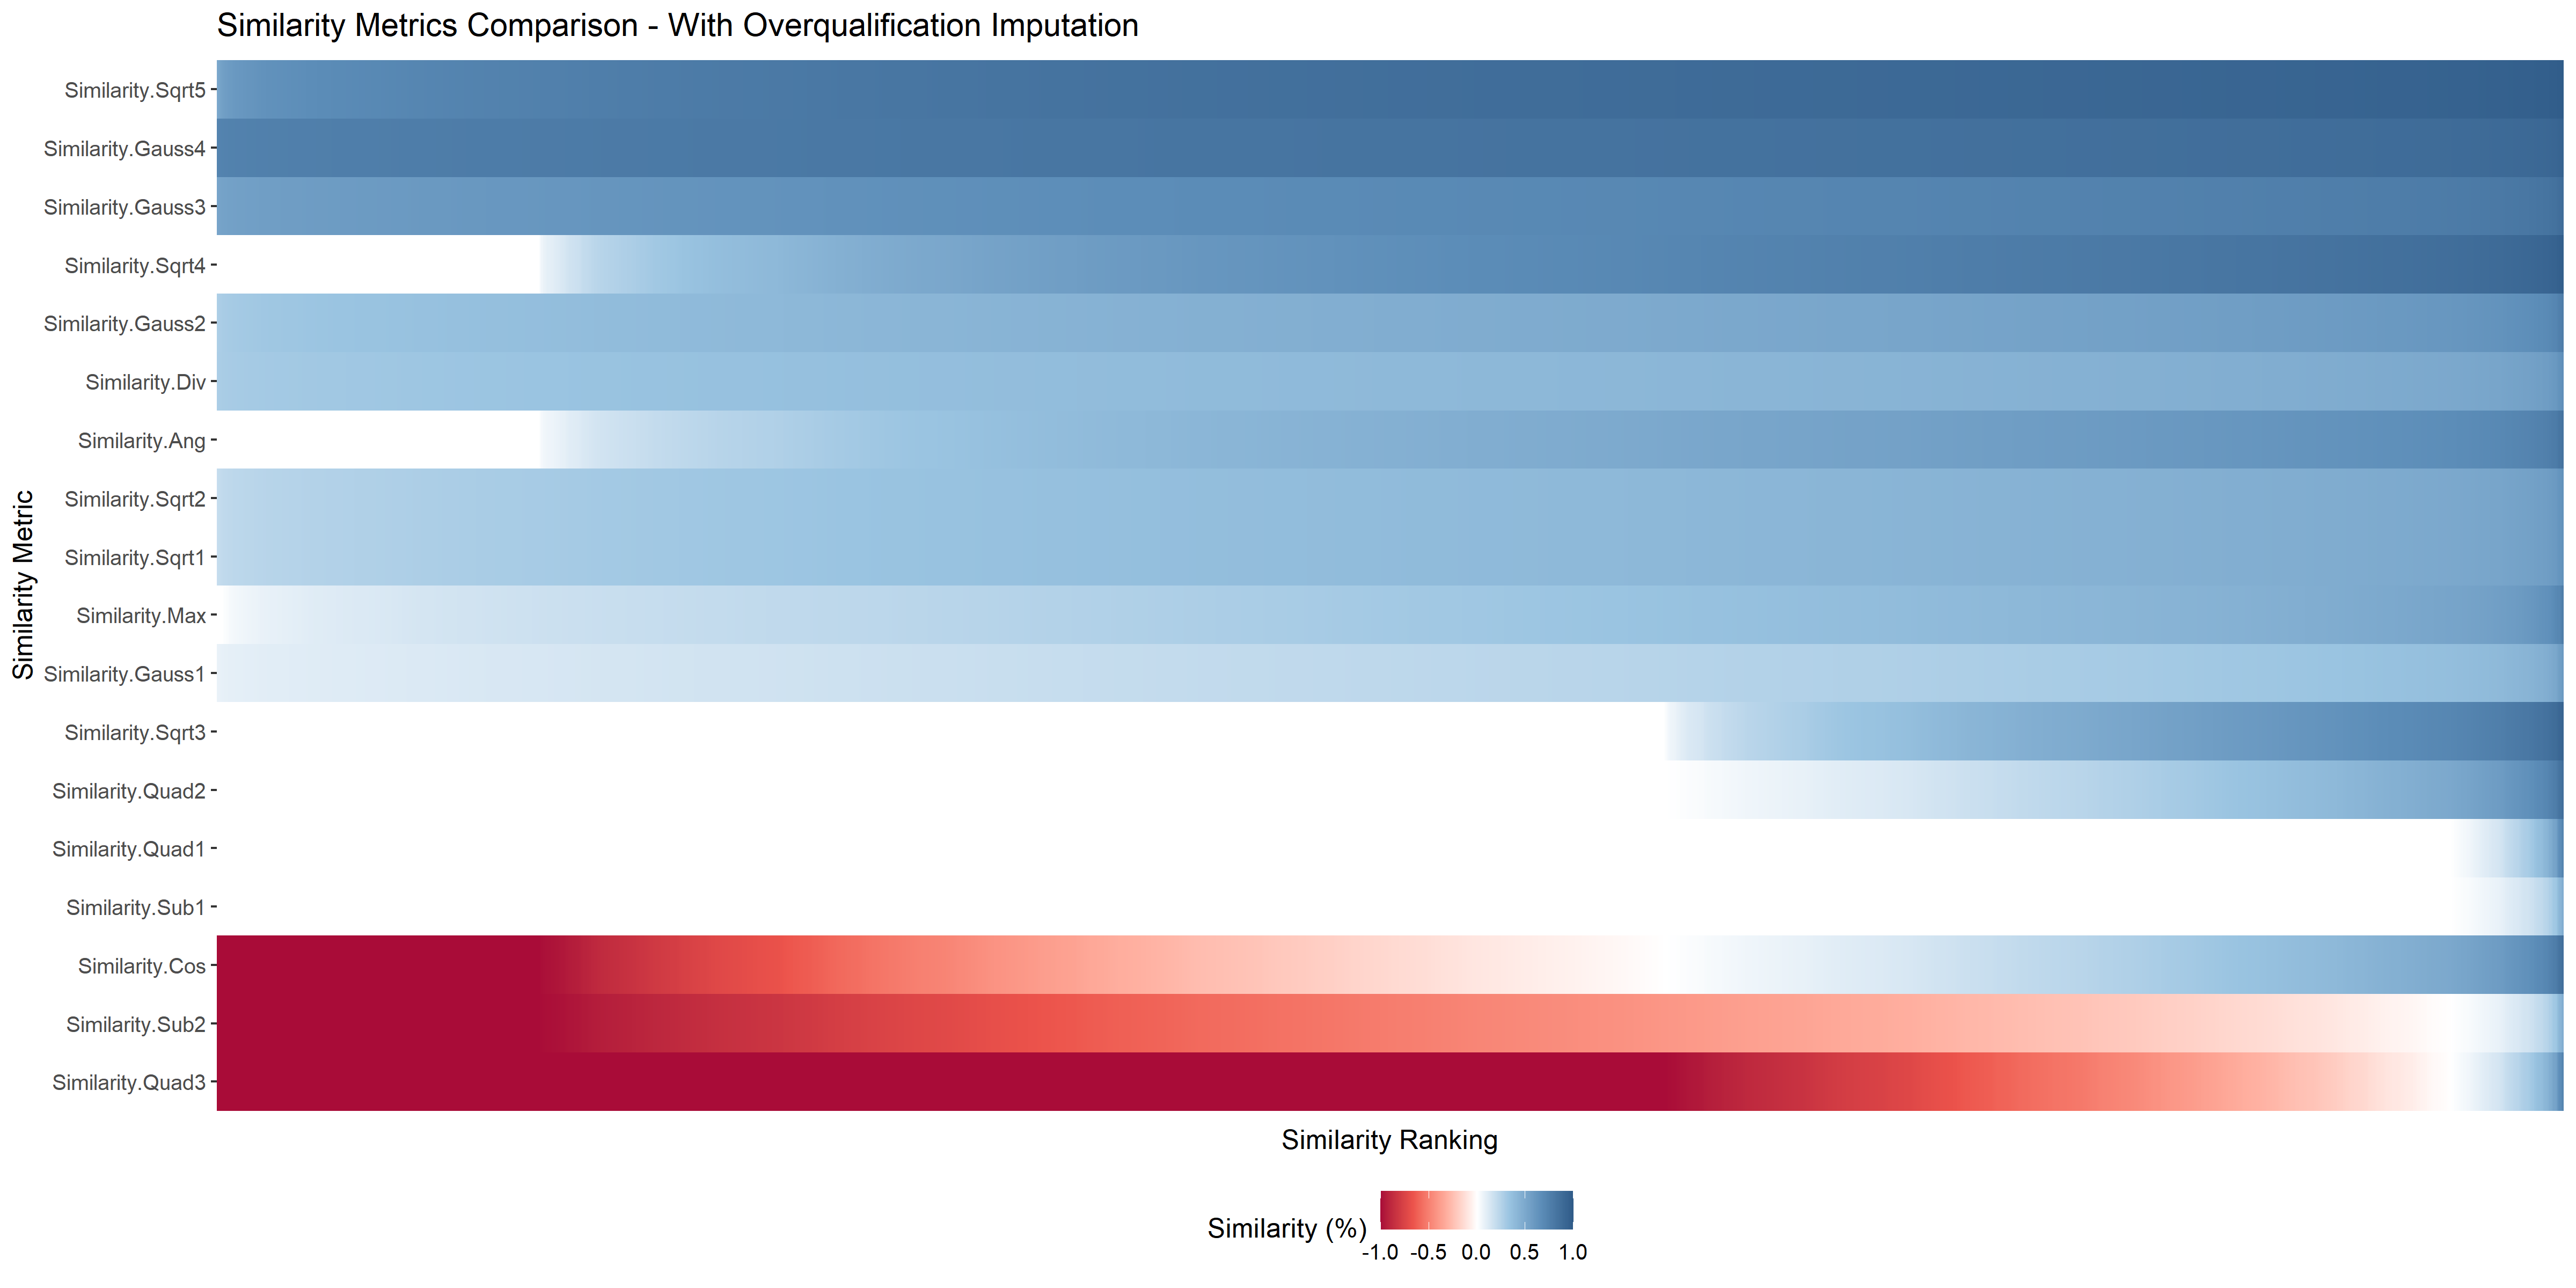 Similarity Metrics Comparison - With Overqualification Imputation
Similarity Metric
Similarity.Sqrt5
Similarity.Gauss4
Similarity.Gauss3
Similarity.Sqrt4
Similarity.Gauss2
Similarity.Div
Similarity.Ang
Similarity.Sqrt2
Similarity.Sqrt1
Similarity.Max
Similarity.Gauss1
Similarity.Sqrt3
Similarity.Quad2
Similarity.Quad1
Similarity.Sub1
Similarity.Cos
Similarity.Sub2
Similarity.Quad3
Similarity Ranking
Similarity (%)
-1.0 -0.5 0.0 0.5 1.0